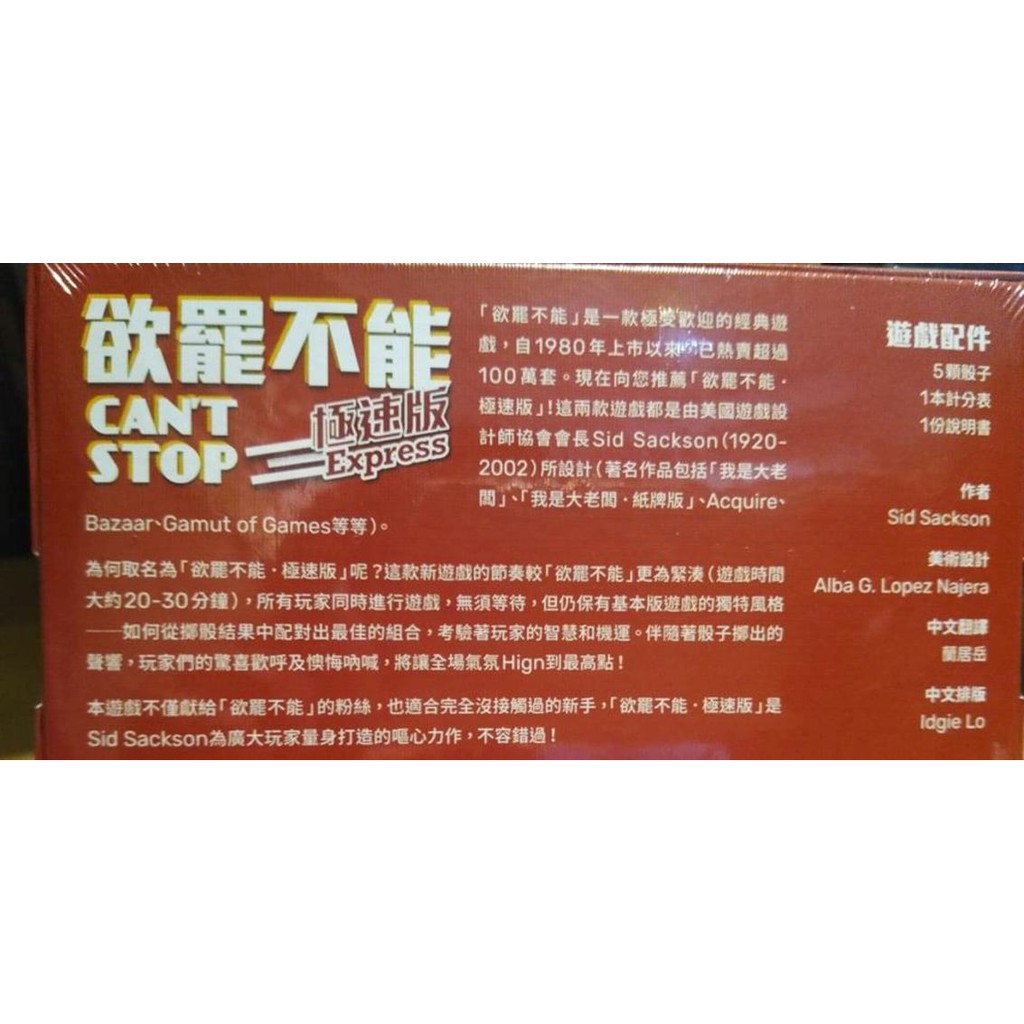 欲罷不能
CAN'T
STOP
極速版
Express
「欲罷不能」是一款極受歡迎的經典遊
戲，自1980年上市以來，已熱賣超過
100萬套。現在向您推薦「欲罷不能·
極速版」！這兩款遊戲都是由美國遊戲設
計師協會會長Sid Sackson(1920-
2002)所設計(著名作品包括「我是大老
闆」、「我是大老闆·紙牌版」、Acquire、
Bazaar、Gamut of Games等等)。
為何取名為「欲罷不能·極速版」呢？這款新遊戲的節奏較「欲罷不能」更為緊湊(遊戲時間
大約20-30分鐘)，所有玩家同時進行遊戲，無須等待，但仍保有基本版遊戲的獨特風格
──如何從擲骰結果中配對出最佳的組合，考驗著玩家的智慧和機運。伴隨著骰子擲出的
聲響，玩家們的驚喜歡呼及懊悔吶喊，將讓全場氣氛Hign到最高點！
本遊戲不僅獻給「欲罷不能」的粉絲，也適合完全沒接觸過的新手，「欲罷不能·極速版」是
Sid Sackson為廣大玩家量身打造的嘔心力作，不容錯過！
遊戲配件
5顆骰子
1本計分表
1份說明書
作者
Sid Sackson
美術設計
Alba G. Lopez Najera
中文翻譯
蘭居岳
中文排版
Idgie Lo